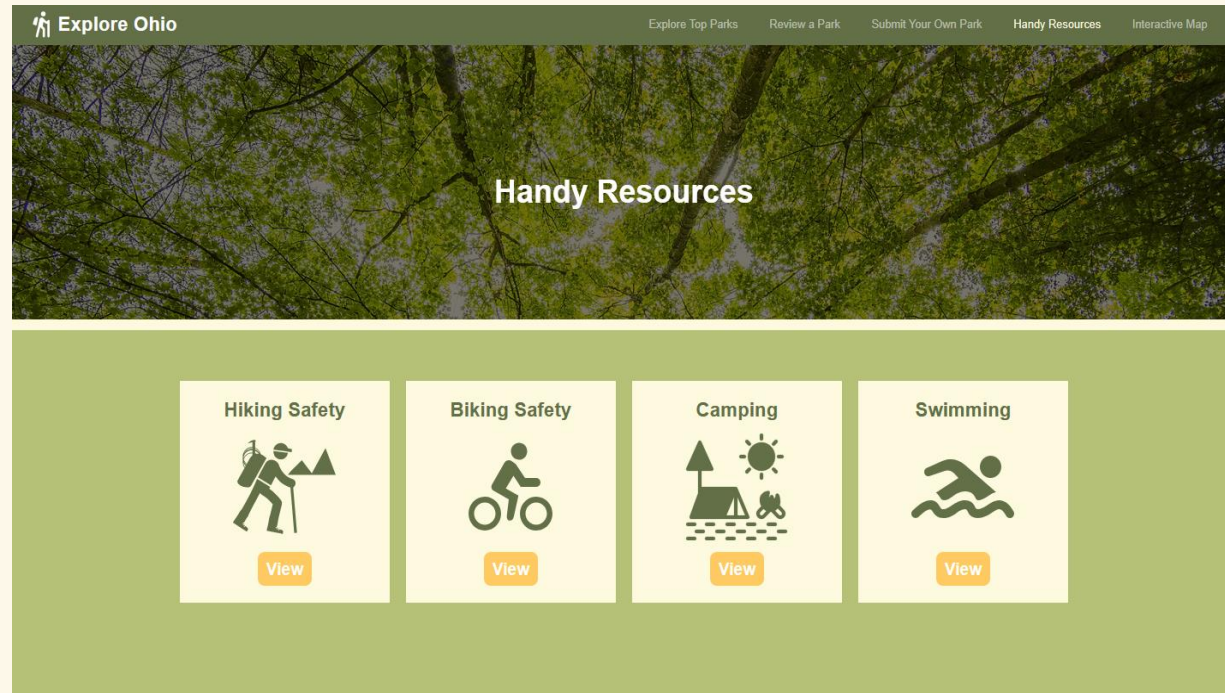 Explore Ohio
Explore Top Parks
Review a Park
Submit Your Own Park
Handy Resources
Interactive Map
Handy Resources
Hiking Safety
Biking Safety
Camping
Swimming
View
View
View
View